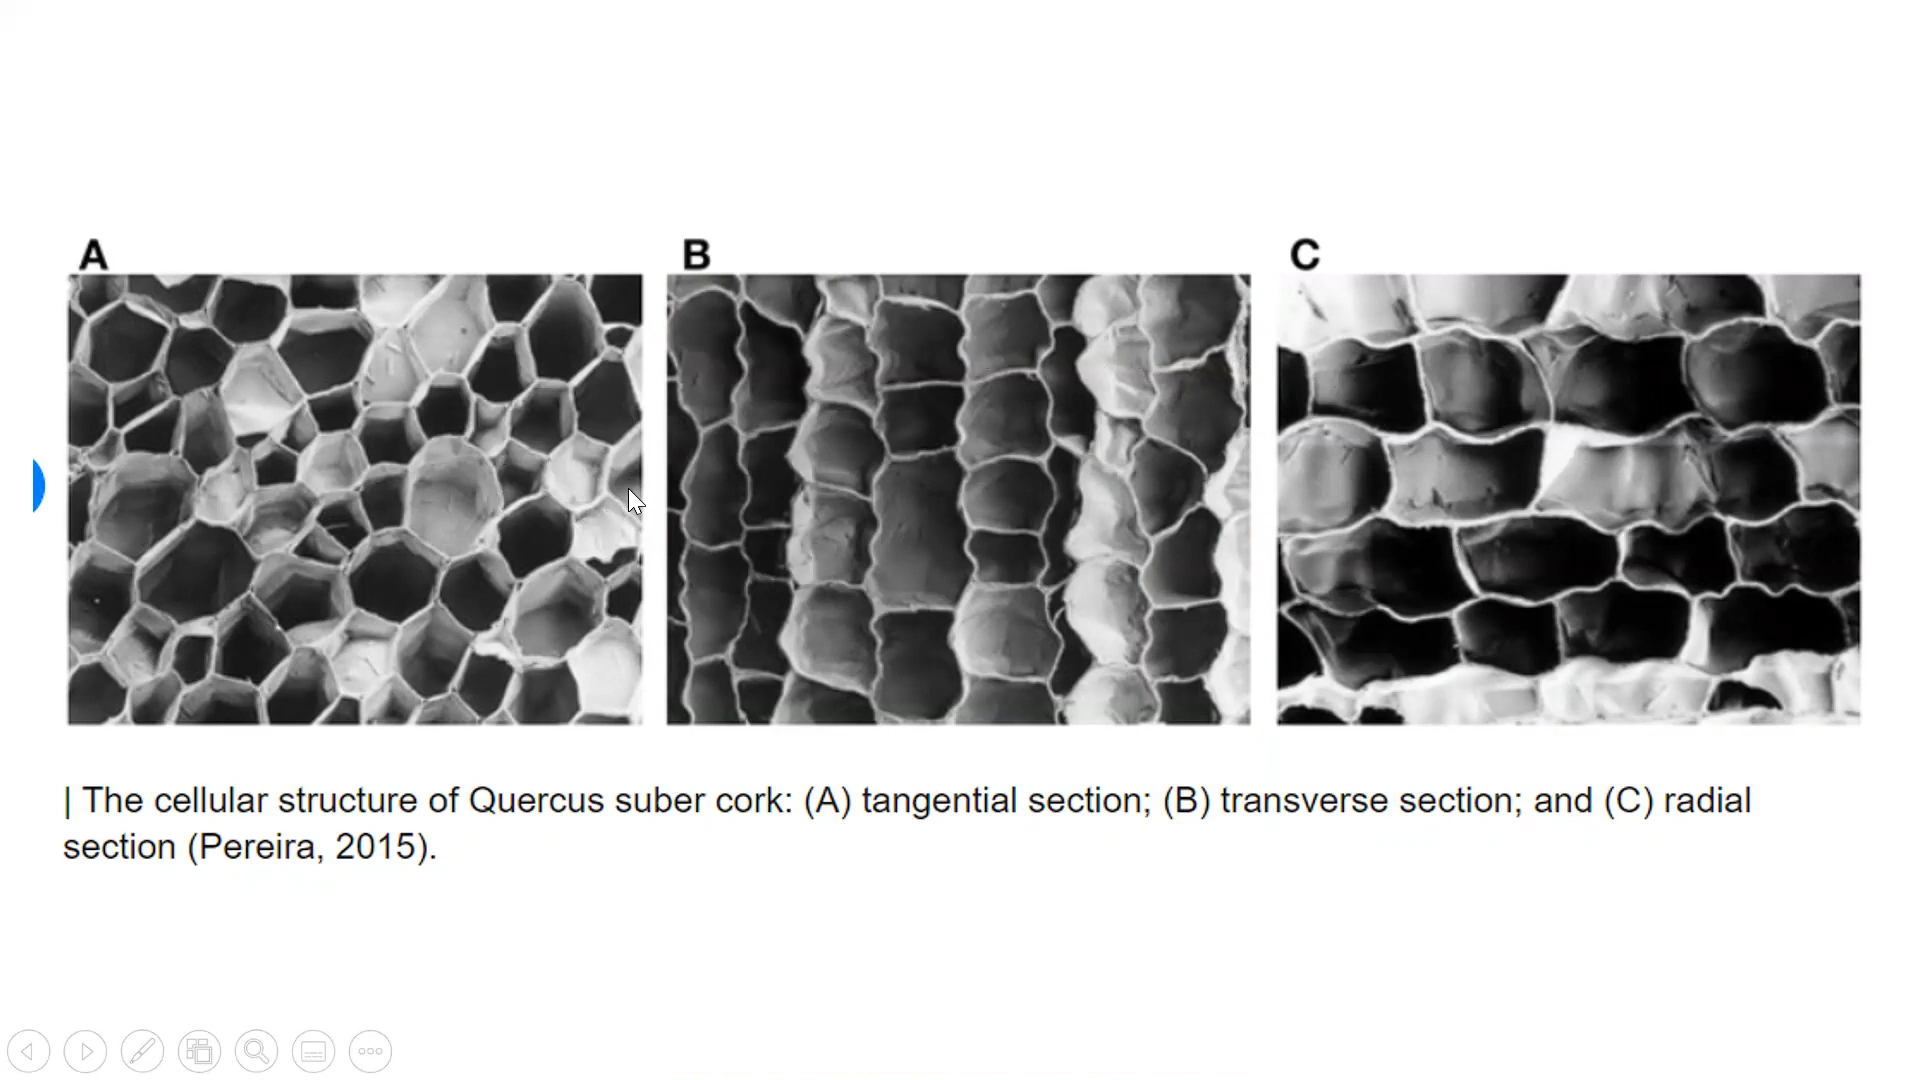 A
B
C
| The cellular structure of Quercus suber cork: (A) tangential section; (B) transverse section; and (C) radial
section (Pereira, 2015).